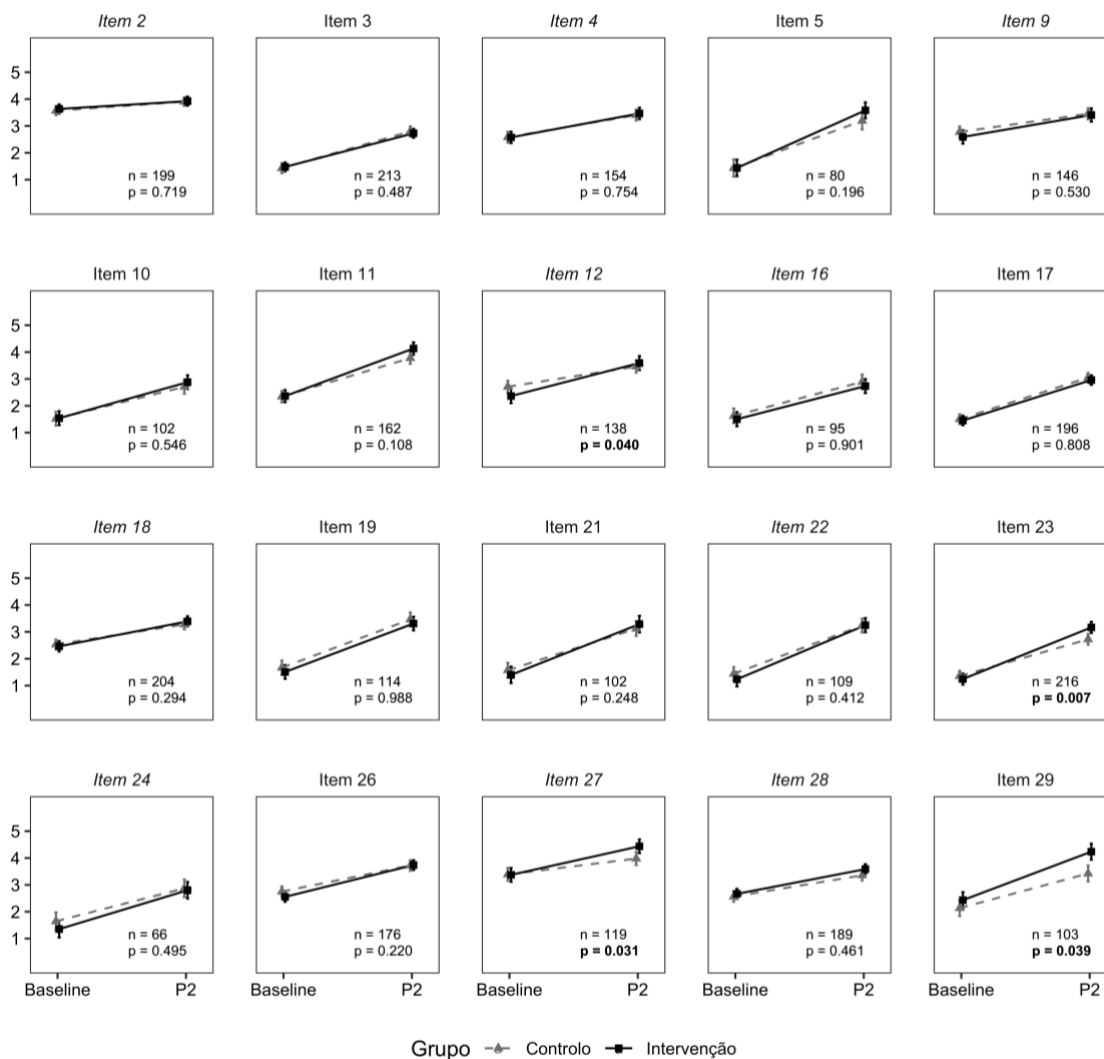 Item 2 Item 3 Item 4 Item 5 Item 9
5
4
3
2
1
n = 199 n = 213 n = 154 n = 80 n = 146
p = 0.719 p = 0.487 p = 0.754 p = 0.196 p = 0.530
Item 10 Item 11 Item 12 Item 16 Item 17
5
4
3
2
1
n = 102 n = 162 n = 138 n = 95 n = 196
p = 0.546 p = 0.108 p = 0.040 p = 0.901 p = 0.808
Item 18 Item 19 Item 21 Item 22 Item 23
5
4
3
2
1
n = 204 n = 114 n = 102 n = 109 n = 216
p = 0.294 p = 0.988 p = 0.248 p = 0.412 p = 0.007
Item 24 Item 26 Item 27 Item 28 Item 29
5
4
3
2
1
n = 66 n = 176 n = 119 n = 189 n = 103
p = 0.495 p = 0.220 p = 0.031 p = 0.461 p = 0.039
Baseline P2 Baseline P2 Baseline P2 Baseline P2 Baseline P2
Grupo Controlo Intervenção